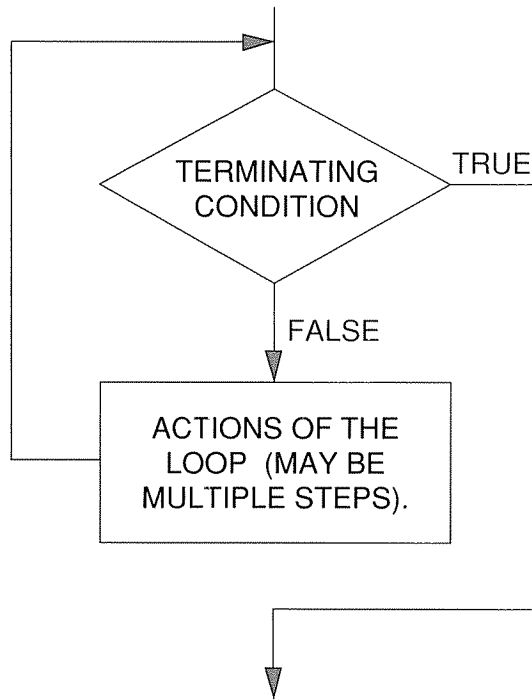 TERMINATING
CONDITION
TRUE
FALSE
ACTIONS OF THE
LOOP (MAY BE
MULTIPLE STEPS).